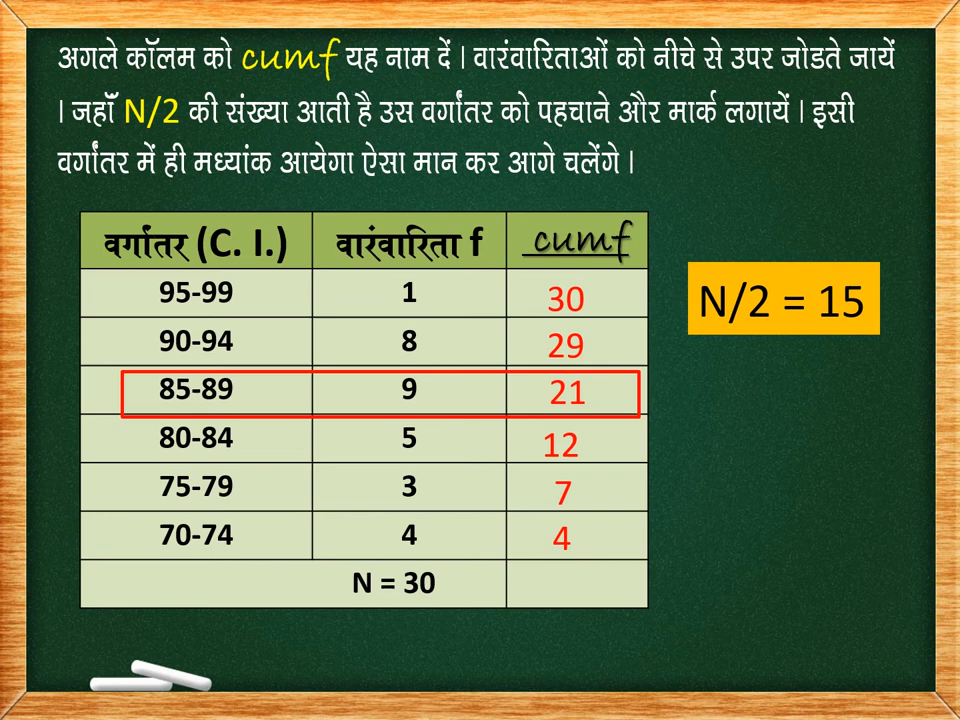 अगले कॉलम को cumf यह नाम दें । वारंवारिताओं को नीचे से उपर जोडते जायें
। जहाँ N/2 की संख्या आती है उस वर्गांतर को पहचाने और मार्क लगायें । इसी
वर्गांतर में ही मध्यांक आयेगा ऐसा मान कर आगे चलेंगे ।
वर्गांतर (C. I.) वारंवारिता f cumf
95-99 1 30
90-94 8 29
85-89 9 21
80-84 5 12
75-79 3 7
70-74 4 4
N = 30
N/2 = 15